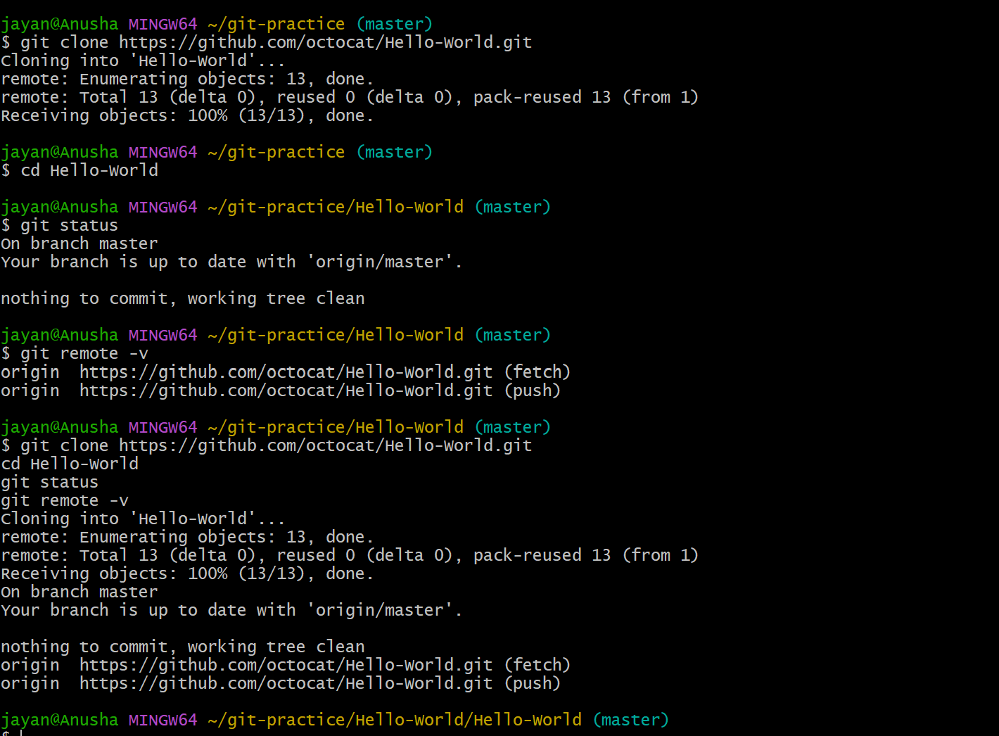 jayan@Anusha MINGW64 ~/git-practice (master)
$ git clone https://github.com/octocat/Hello-World.git
Cloning into 'Hello-World'...
remote: Enumerating objects: 13, done.
remote: Total 13 (delta 0), reused 0 (delta 0), pack-reused 13 (from 1)
Receiving objects: 100% (13/13), done.
jayan@Anusha MINGW64 ~/git-practice (master)
$ cd Hello-World
jayan@Anusha MINGW64 ~/git-practice/Hello-World (master)
$ git status
On branch master
Your branch is up to date with 'origin/master'.
nothing to commit, working tree clean
jayan@Anusha MINGW64 ~/git-practice/Hello-World (master)
$ git remote -v
origin  https://github.com/octocat/Hello-World.git (fetch)
origin  https://github.com/octocat/Hello-World.git (push)
jayan@Anusha MINGW64 ~/git-practice/Hello-World (master)
$ git clone https://github.com/octocat/Hello-World.git
cd Hello-World
git status
git remote -v
Cloning into 'Hello-World'...
remote: Enumerating objects: 13, done.
remote: Total 13 (delta 0), reused 0 (delta 0), pack-reused 13 (from 1)
Receiving objects: 100% (13/13), done.
On branch master
Your branch is up to date with 'origin/master'.
nothing to commit, working tree clean
origin  https://github.com/octocat/Hello-World.git (fetch)
origin  https://github.com/octocat/Hello-World.git (push)
jayan@Anusha MINGW64 ~/git-practice/Hello-World/Hello-World (master)
$